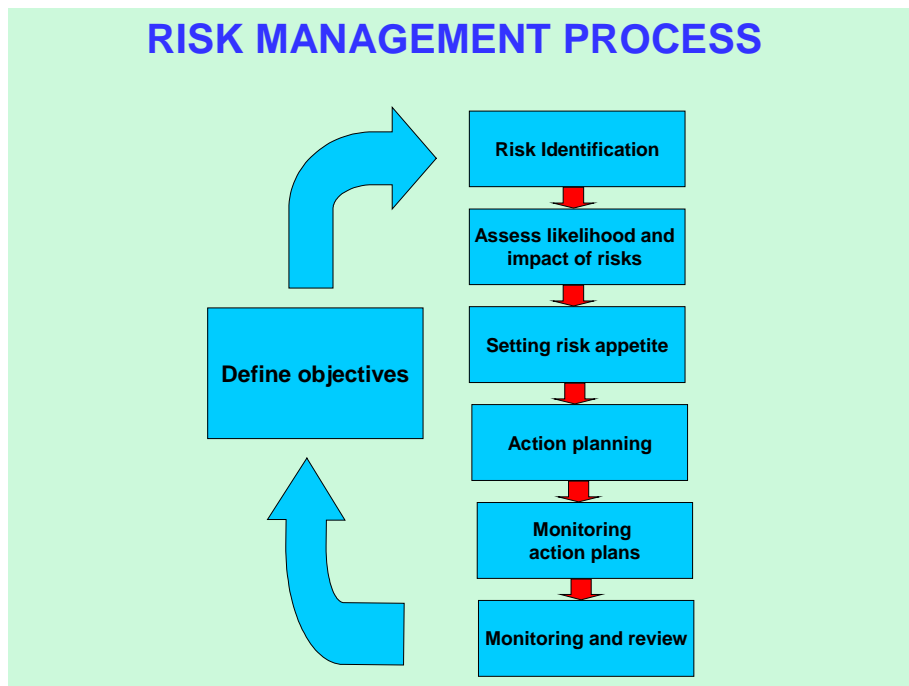 RISK MANAGEMENT PROCESS
Risk Identification
Assess likelihood and
impact of risks
Setting risk appetite
Define objectives
Action planning
Monitoring
action plans
Monitoring and review